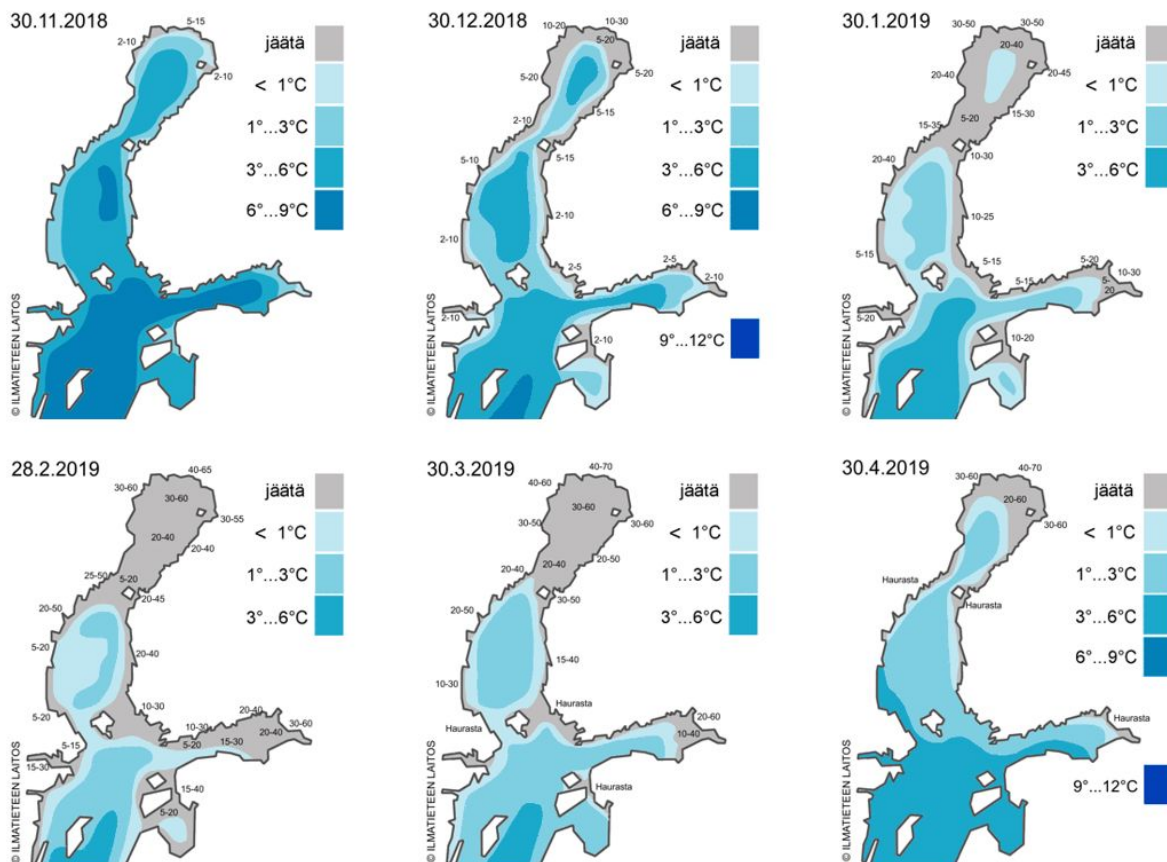 30.11.2018
5-15
2-10
2-10
jäätä
< 1°C
1°...3°C
3°...6°C
6°...9°C
© ILMATIETEEN LAITOS
30.12.2018
10-20
10-30
5-20
5-20
5-20
5-15
2-10
5-10
5-15
2-10
2-10
2-5
2-5
2-10
2-10
2-10
jäätä
< 1°C
1°...3°C
3°...6°C
6°...9°C
9°...12°C
© ILMATIETEEN LAITOS
30.1.2019
30-50
30-50
20-40
20-40
20-45
15-30
5-20
15-35
10-30
20-40
10-25
5-15
5-15
5-15
5-20
10-30
5-20
5-20
10-20
jäätä
< 1°C
1°...3°C
3°...6°C
© ILMATIETEEN LAITOS
28.2.2019
40-65
30-60
30-60
30-55
20-40
20-40
25-50
5-20
20-45
20-50
5-20
20-40
5-20
10-30
10-30
20-40
30-60
20-40
5-20
15-30
5-15
15-30
15-40
5-20
jäätä
< 1°C
1°...3°C
3°...6°C
© ILMATIETEEN LAITOS
30.3.2019
40-70
40-60
30-60
30-60
30-50
20-50
20-40
20-40
30-50
20-50
15-40
10-30
Haurasta
Haurasta
20-60
10-40
Haurasta
jäätä
< 1°C
1°...3°C
3°...6°C
© ILMATIETEEN LAITOS
30.4.2019
40-70
30-60
20-60
30-60
Haurasta
Haurasta
Haurasta
jäätä
< 1°C
1°...3°C
3°...6°C
6°...9°C
9°...12°C
© ILMATIETEEN LAITOS